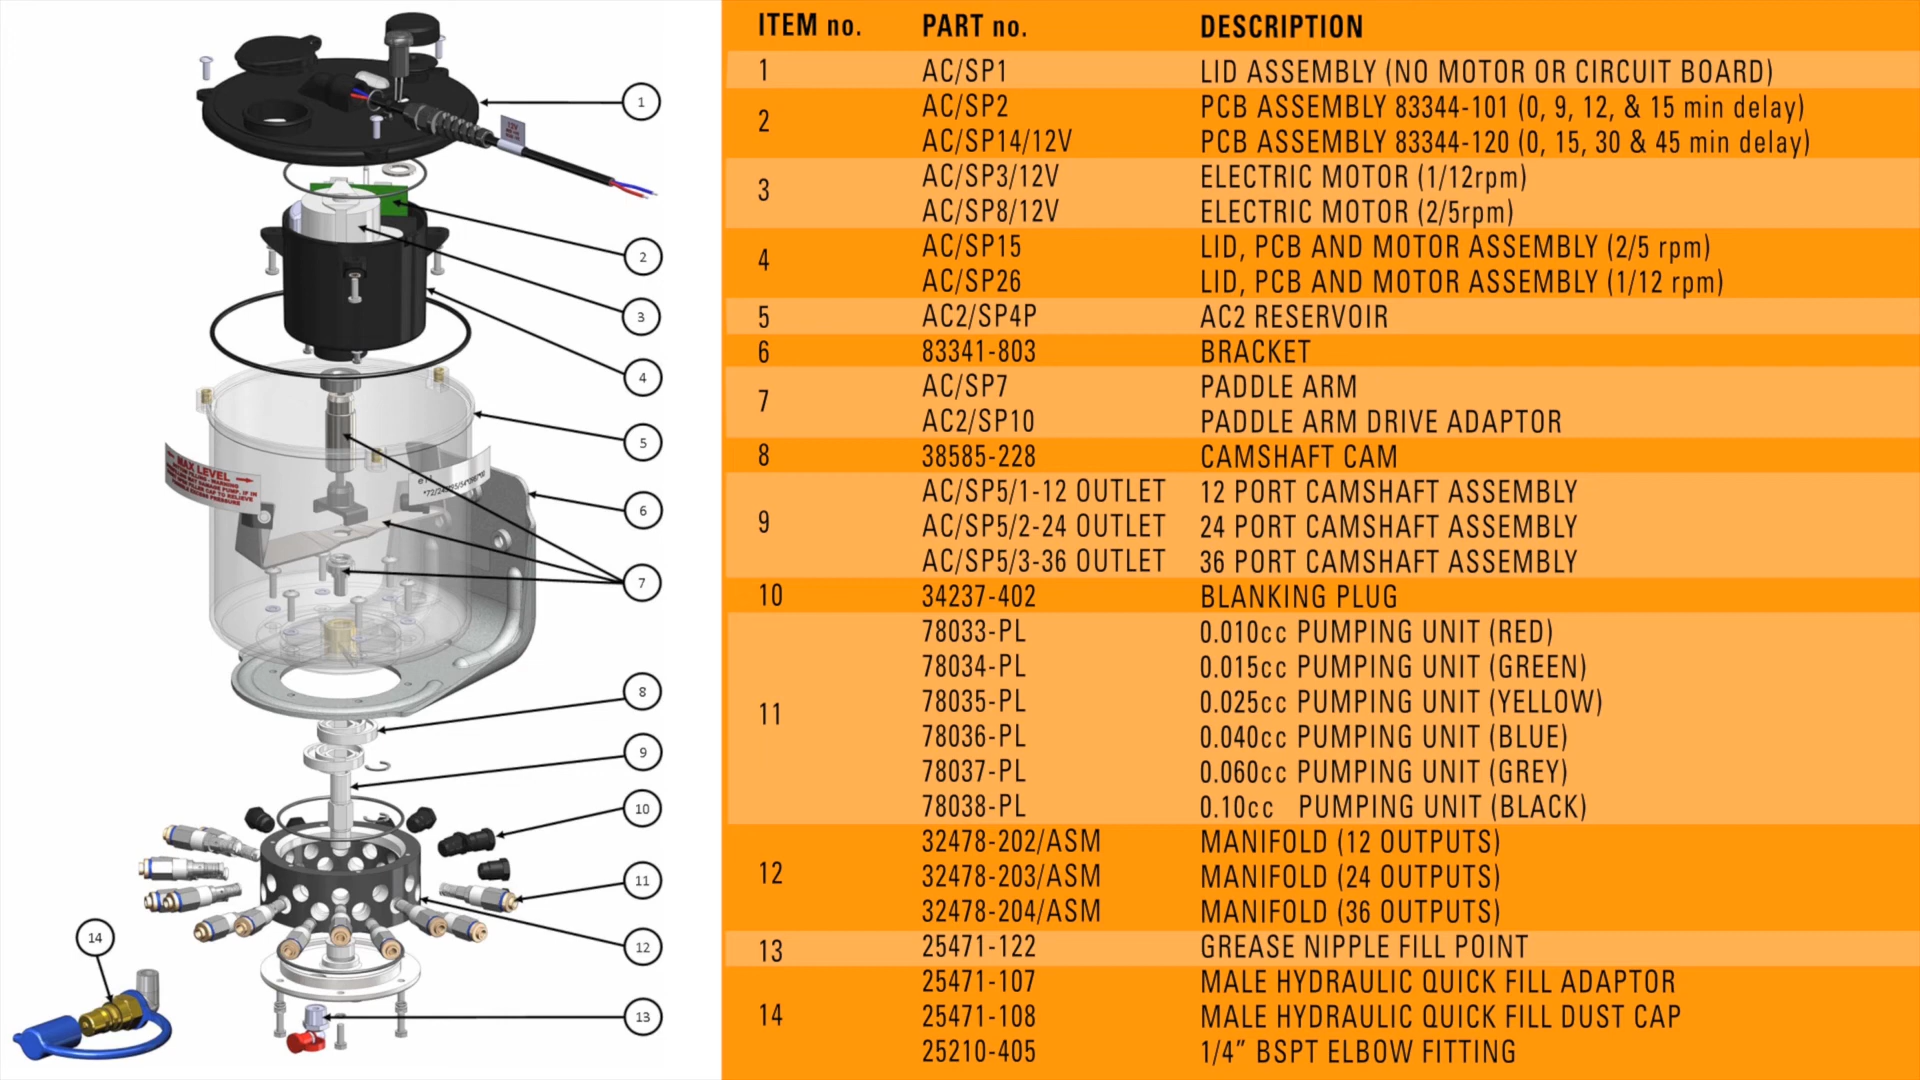 ITEM no. PART no. DESCRIPTION
1 AC/SP1 LID ASSEMBLY (NO MOTOR OR CIRCUIT BOARD)
2 AC/SP2 PCB ASSEMBLY 83344-101 (0, 9, 12, & 15 min delay)
AC/SP14/12V PCB ASSEMBLY 83344-120 (0, 15, 30 & 45 min delay)
3 AC/SP3/12V ELECTRIC MOTOR (1/12rpm)
AC/SP8/12V ELECTRIC MOTOR (2/5rpm)
4 AC/SP15 LID, PCB AND MOTOR ASSEMBLY (2/5 rpm)
AC/SP26 LID, PCB AND MOTOR ASSEMBLY (1/12 rpm)
5 AC2/SP4P AC2 RESERVOIR
6 83341-803 BRACKET
7 AC/SP7 PADDLE ARM
AC2/SP10 PADDLE ARM DRIVE ADAPTOR
8 38585-228 CAMSHAFT CAM
9 AC/SP5/1-12 OUTLET 12 PORT CAMSHAFT ASSEMBLY
AC/SP5/2-24 OUTLET 24 PORT CAMSHAFT ASSEMBLY
AC/SP5/3-36 OUTLET 36 PORT CAMSHAFT ASSEMBLY
10 34237-402 BLANKING PLUG
11 78033-PL 0.010cc PUMPING UNIT (RED)
78034-PL 0.015cc PUMPING UNIT (GREEN)
78035-PL 0.025cc PUMPING UNIT (YELLOW)
78036-PL 0.040cc PUMPING UNIT (BLUE)
78037-PL 0.060cc PUMPING UNIT (GREY)
78038-PL 0.10cc PUMPING UNIT (BLACK)
12 32478-202/ASM MANIFOLD (12 OUTPUTS)
32478-203/ASM MANIFOLD (24 OUTPUTS)
32478-204/ASM MANIFOLD (36 OUTPUTS)
13 25471-122 GREASE NIPPLE FILL POINT
14 25471-107 MALE HYDRAULIC QUICK FILL ADAPTOR
25471-108 MALE HYDRAULIC QUICK FILL DUST CAP
25210-405 1/4” BSPT ELBOW FITTING
1
2
3
4
5
6
7
8
9
10
11
12
13
14
12V
MAX LEVEL